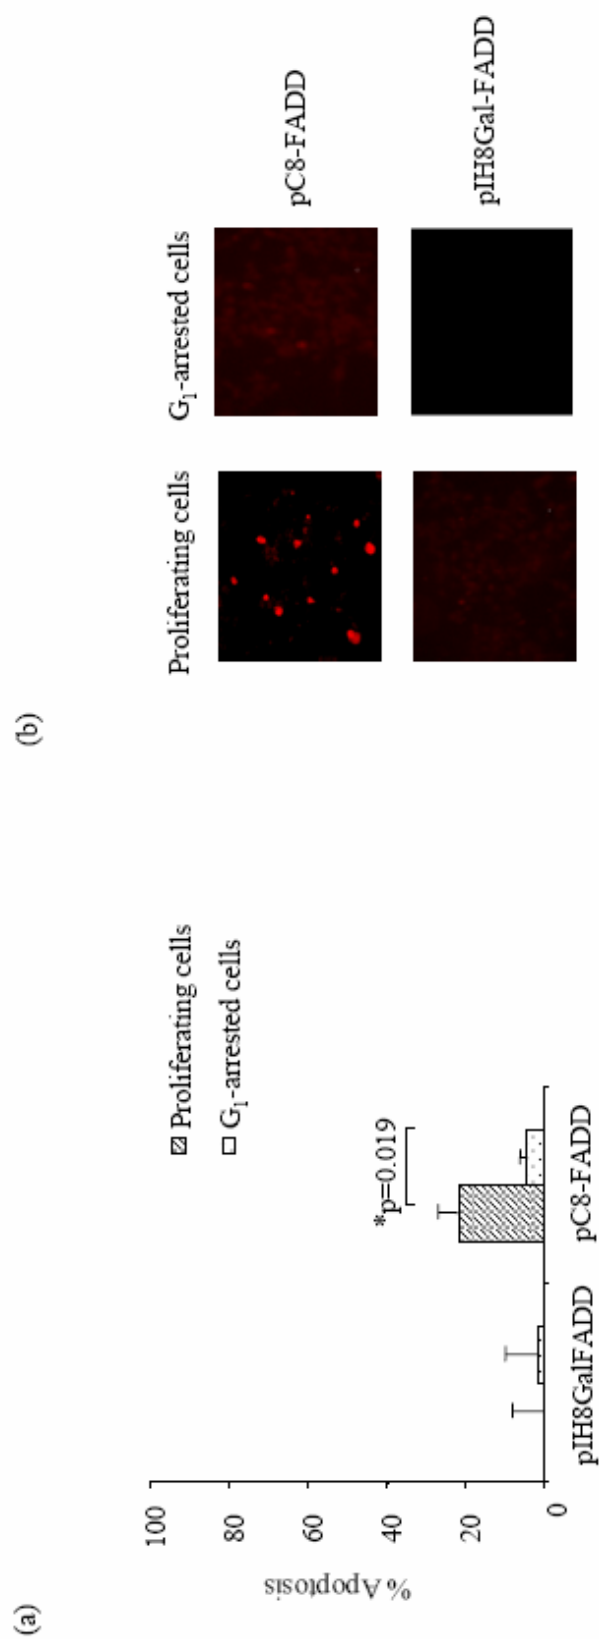 (a)
% Apoptosis
100
80
60
40
20
0
pIH8GalFADD
pC8-FADD
*p=0.019
Proliferating cells
G₁-arrested cells
(b)
Proliferating cells
G₁-arrested cells
pC8-FADD
pIH8Gal-FADD